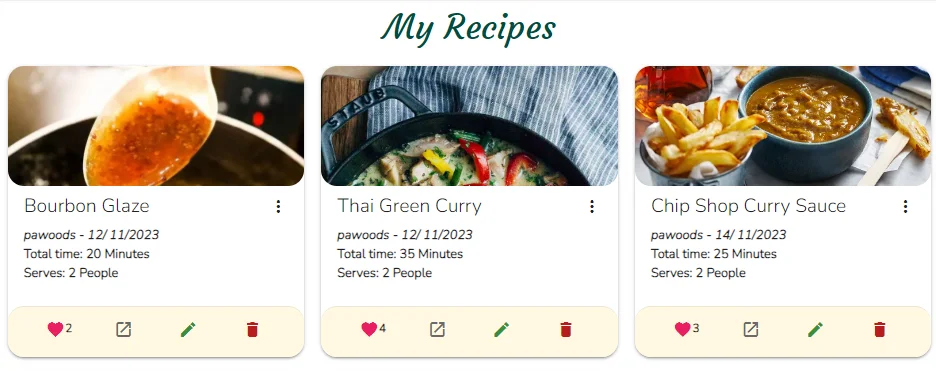 My Recipes
STAUB
Bourbon Glaze
pawoods - 12/ 11/2023
Total time: 20 Minutes
Serves: 2 People
2
Thai Green Curry
pawoods - 12/ 11/2023
Total time: 35 Minutes
Serves: 2 People
4
Chip Shop Curry Sauce
pawoods - 14/ 11/2023
Total time: 25 Minutes
Serves: 2 People
3